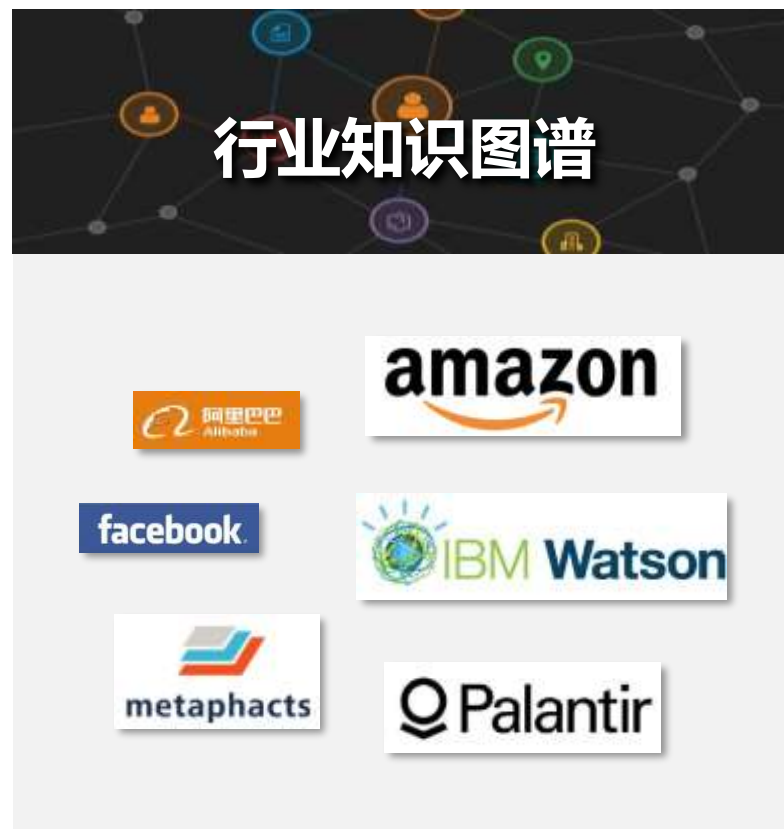 行业知识图谱
amazon
阿里巴巴
Alibaba
facebook.
IBM Watson
metaphacts
Palantir